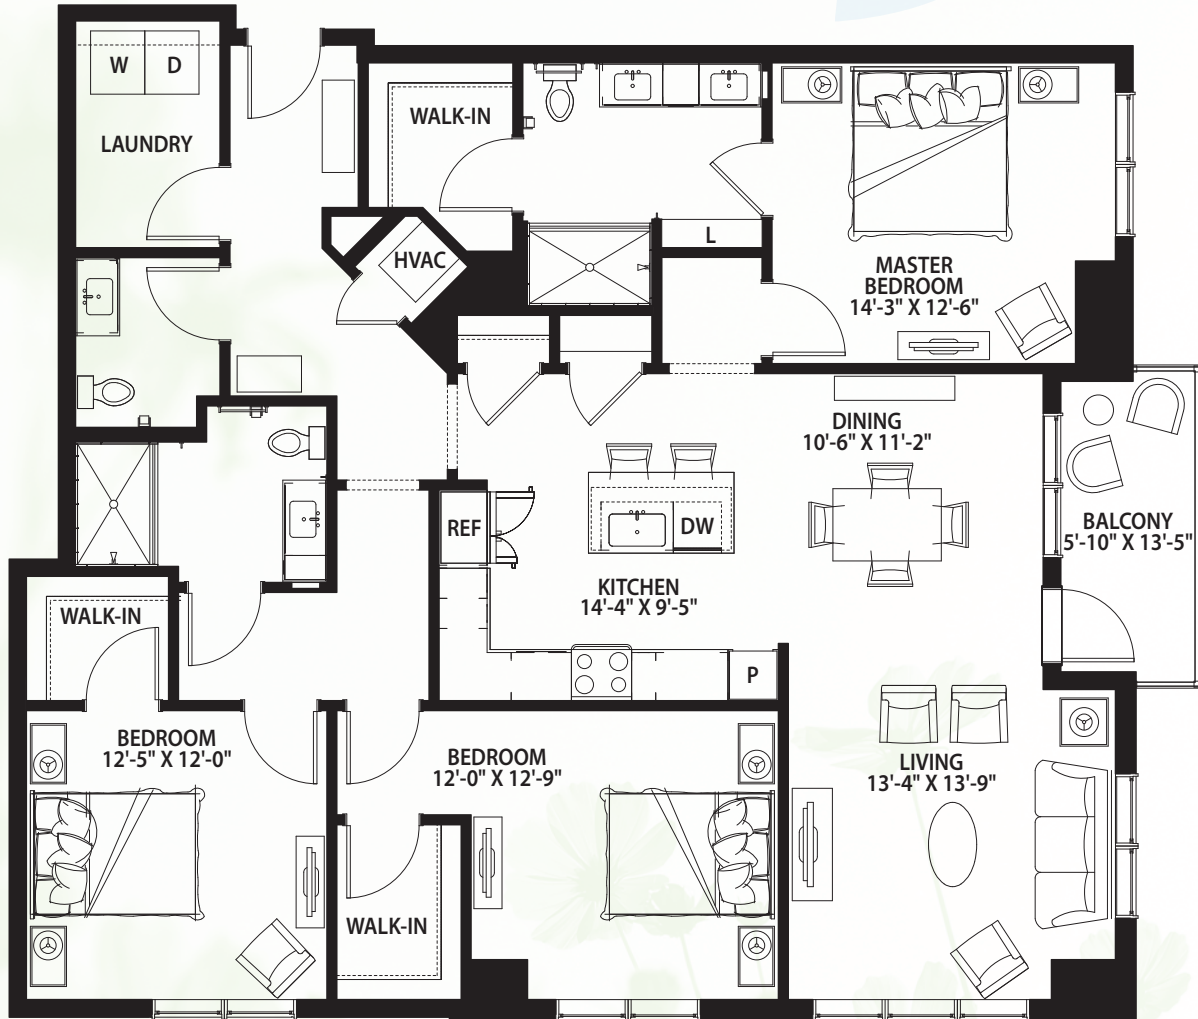 W
D
LAUNDRY
WALK-IN
L
HVAC
MASTER
BEDROOM
14'-3" X 12'-6"
DINING
10'-6" X 11'-2"
REF
DW
BALCONY
5'-10" X 13'-5"
KITCHEN
14'-4" X 9'-5"
WALK-IN
P
BEDROOM
12'-5" X 12'-0"
BEDROOM
12'-0" X 12'-9"
LIVING
13'-4" X 13'-9"
WALK-IN